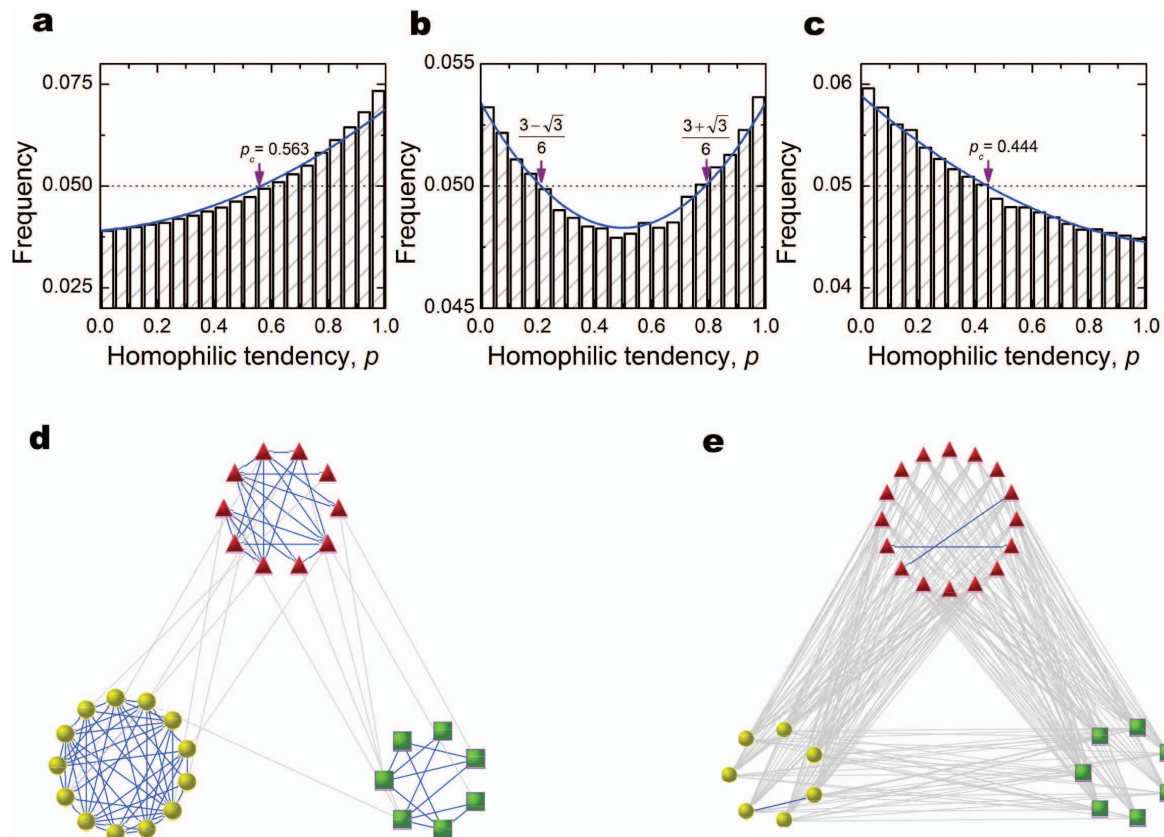 a
b
c
0.075
0.050
0.025
Frequency
p_c = 0.563
0.0 0.2 0.4 0.6 0.8 1.0
Homophilic tendency, p
0.055
0.050
0.045
Frequency
3 − √3
6
3 + √3
6
0.0 0.2 0.4 0.6 0.8 1.0
Homophilic tendency, p
0.06
0.05
0.04
Frequency
p_c = 0.444
0.0 0.2 0.4 0.6 0.8 1.0
Homophilic tendency, p
d
e